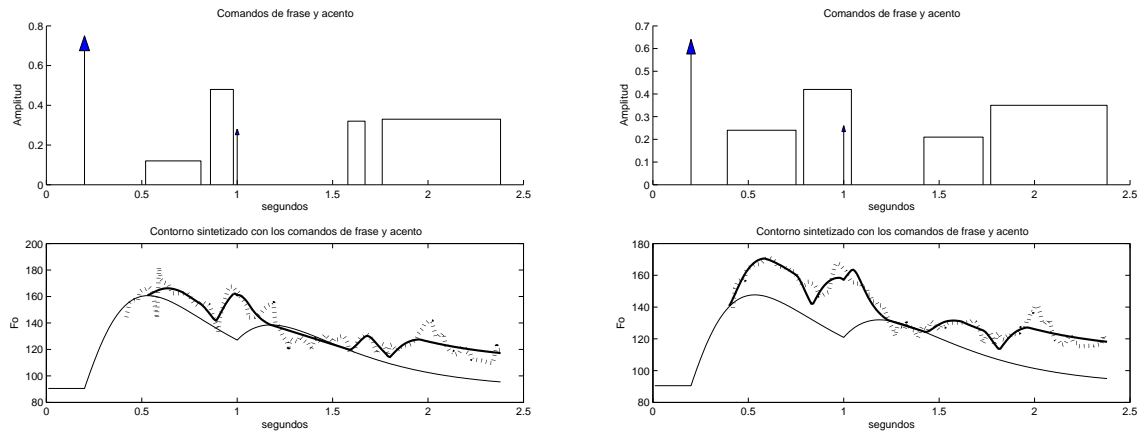 Comandos de frase y acento
0.8
0.6
0.4
0.2
0
Amplitud
0 0.5 1 1.5 2 2.5
segundos
Comandos de frase y acento
0.7
0.6
0.5
0.4
0.3
0.2
0.1
0
Amplitud
0 0.5 1 1.5 2 2.5
segundos
Contorno sintetizado con los comandos de frase y acento
200
180
160
140
120
100
80
Fo
0 0.5 1 1.5 2 2.5
segundos
Contorno sintetizado con los comandos de frase y acento
180
160
140
120
100
80
Fo
0 0.5 1 1.5 2 2.5
segundos